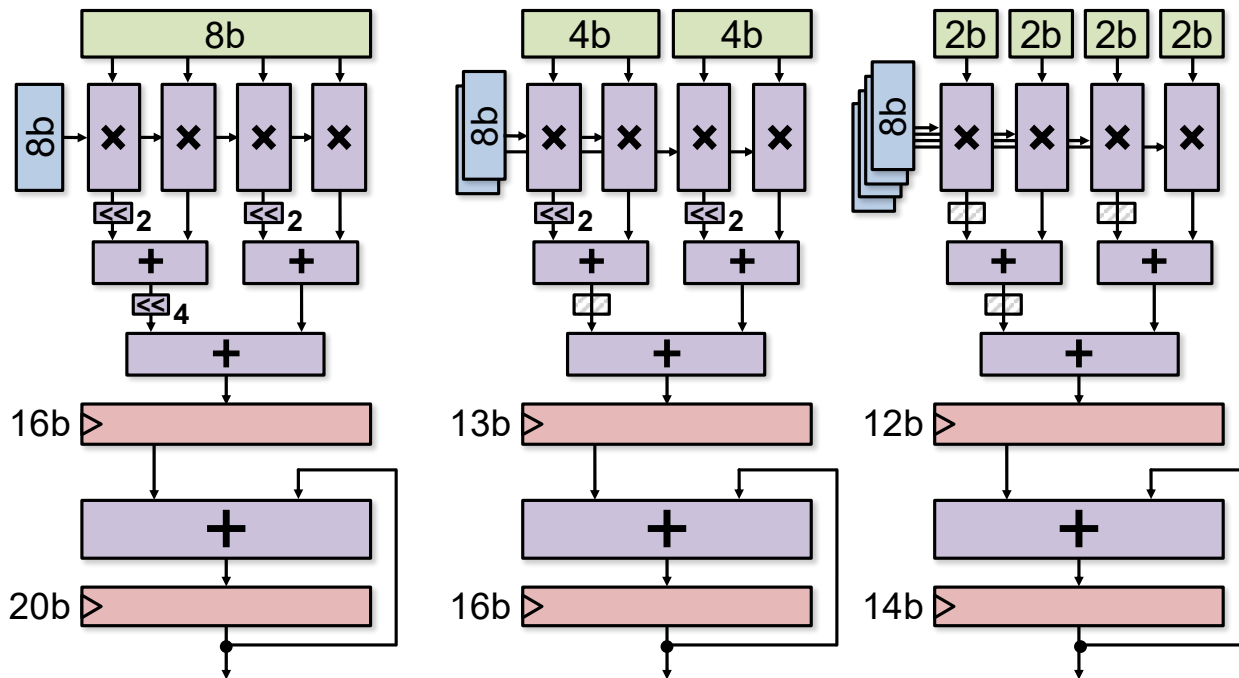 8b
8b
<< 2
<< 2
+
+
<< 4
+
16b
+
20b
4b
4b
8b
<< 2
<< 2
+
+
+
13b
+
16b
2b
2b
2b
2b
8b
+
+
+
12b
+
14b